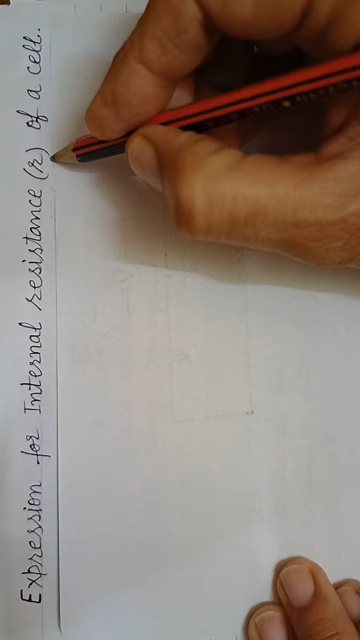 Expression for Internal resistance (r) of a cell.